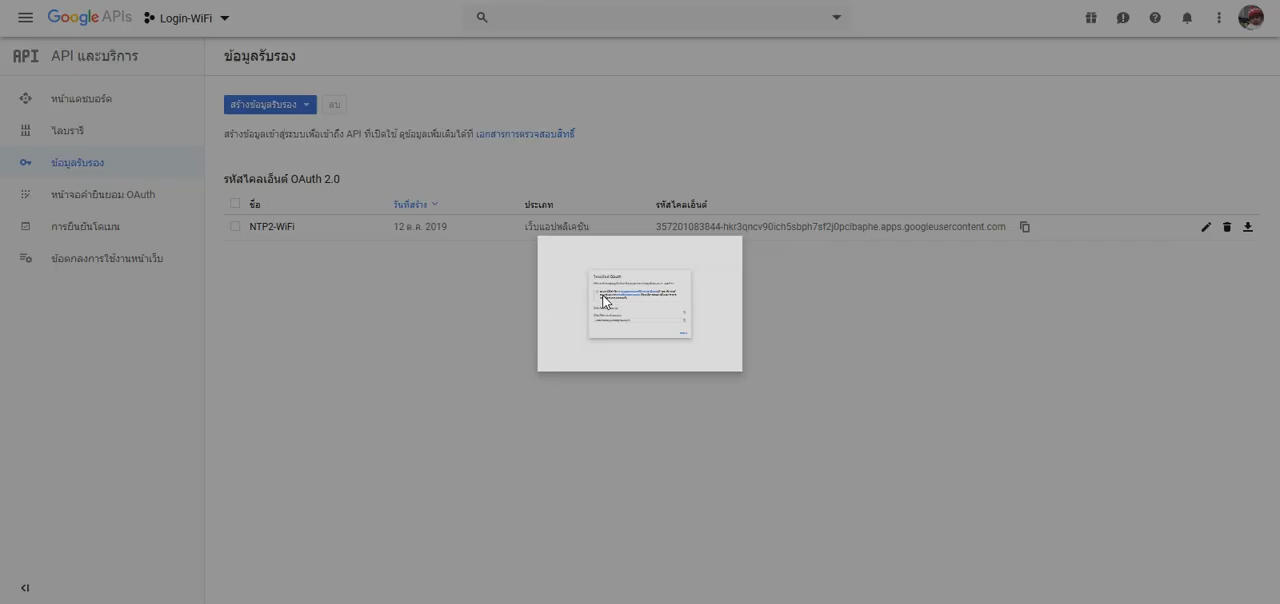 Google APIs
Login-WiFi
API API และบริการ
ข้อมูลรับรอง
หน้าแดชบอร์ด
ไลบรารี
ข้อมูลรับรอง
หน้าจอคำยินยอม OAuth
การยืนยันโดเมน
ข้อตกลงการใช้งานหน้าเว็บ
สร้างข้อมูลรับรอง
ลบ
สร้างข้อมูลเข้าสู่ระบบเพื่อเข้าถึง API ที่เปิดใช้ ดูข้อมูลเพิ่มเติมได้ที่ เอกสารการตรวจสอบสิทธิ์
รหัสไคลเอ็นต์ OAuth 2.0
ชื่อ วันที่สร้าง ประเภท รหัสไคลเอ็นต์
NTP2-WiFi 12 ต.ค. 2019 เว็บแอปพลิเคชัน 357201083844-hkr3qncv90ich5sbph7sf2j0pclbaphe.apps.googleusercontent.com